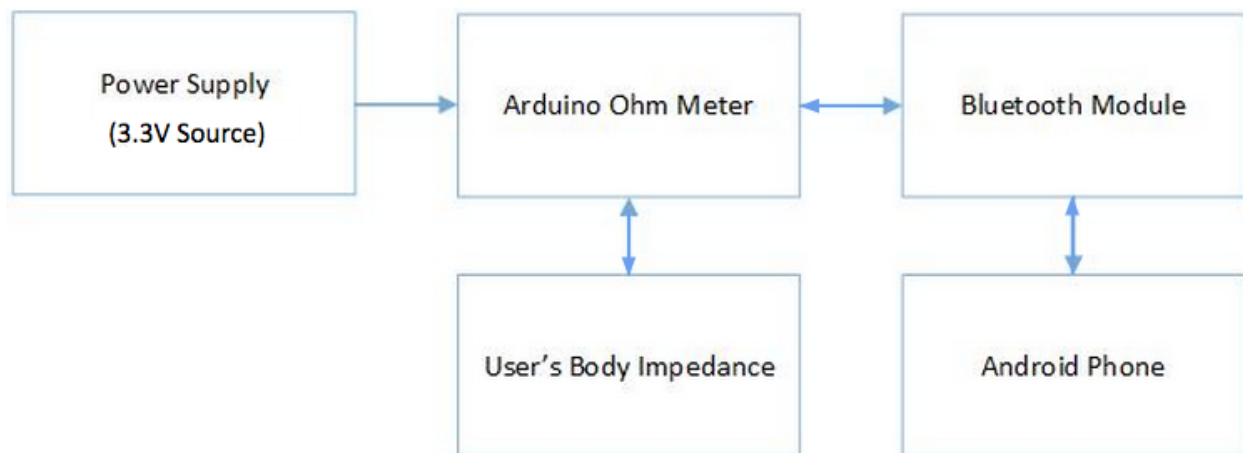 Power Supply
(3.3V Source)
Arduino Ohm Meter
Bluetooth Module
User's Body Impedance
Android Phone